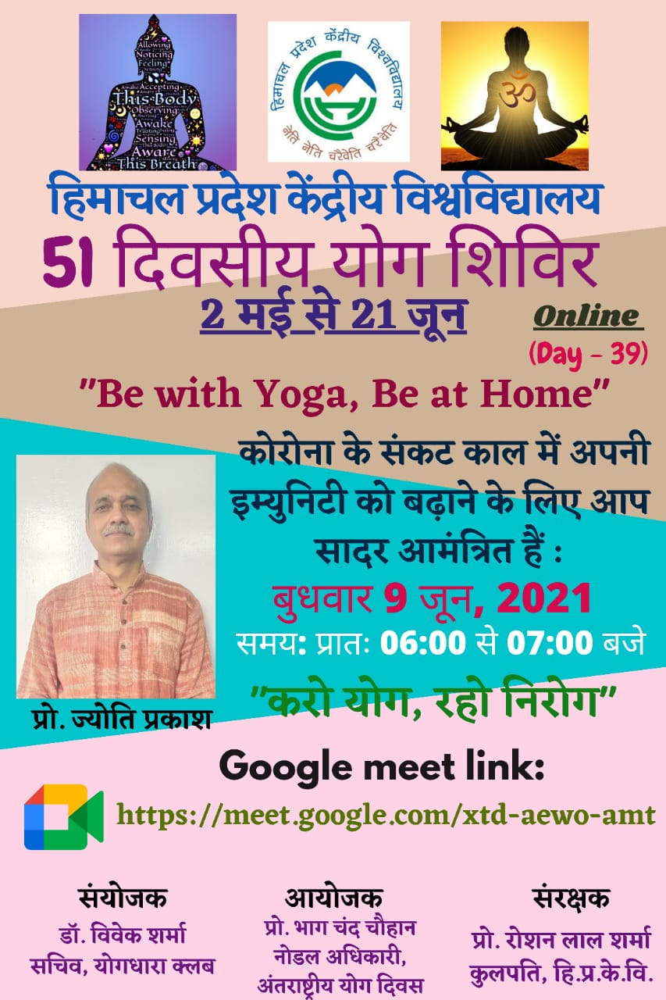 Allowing
Noticing
Feeling
Awake Accepting
This Body
Observing
Awake
Trusting
Sensing
This Body
Aware
This Breath
हिमाचल प्रदेश केंद्रीय विश्वविद्यालय
नेति नेति चरैवेति चरैवेति
ॐ
हिमाचल प्रदेश केंद्रीय विश्वविद्यालय
51 दिवसीय योग शिविर
2 मई से 21 जून
Online
(Day - 39)
"Be with Yoga, Be at Home"
कोरोना के संकट काल में अपनी
इम्युनिटी को बढ़ाने के लिए आप
सादर आमंत्रित हैं :
बुधवार 9 जून, 2021
समय: प्रातः 06:00 से 07:00 बजे
"करो योग, रहो निरोग"
प्रो. ज्योति प्रकाश
Google meet link:
https://meet.google.com/xtd-aewo-amt
संयोजक
डॉ. विवेक शर्मा
सचिव, योगधारा क्लब
आयोजक
प्रो. भाग चंद चौहान
नोडल अधिकारी,
अंतराष्ट्रीय योग दिवस
संरक्षक
प्रो. रोशन लाल शर्मा
कुलपति, हि.प्र.के.वि.